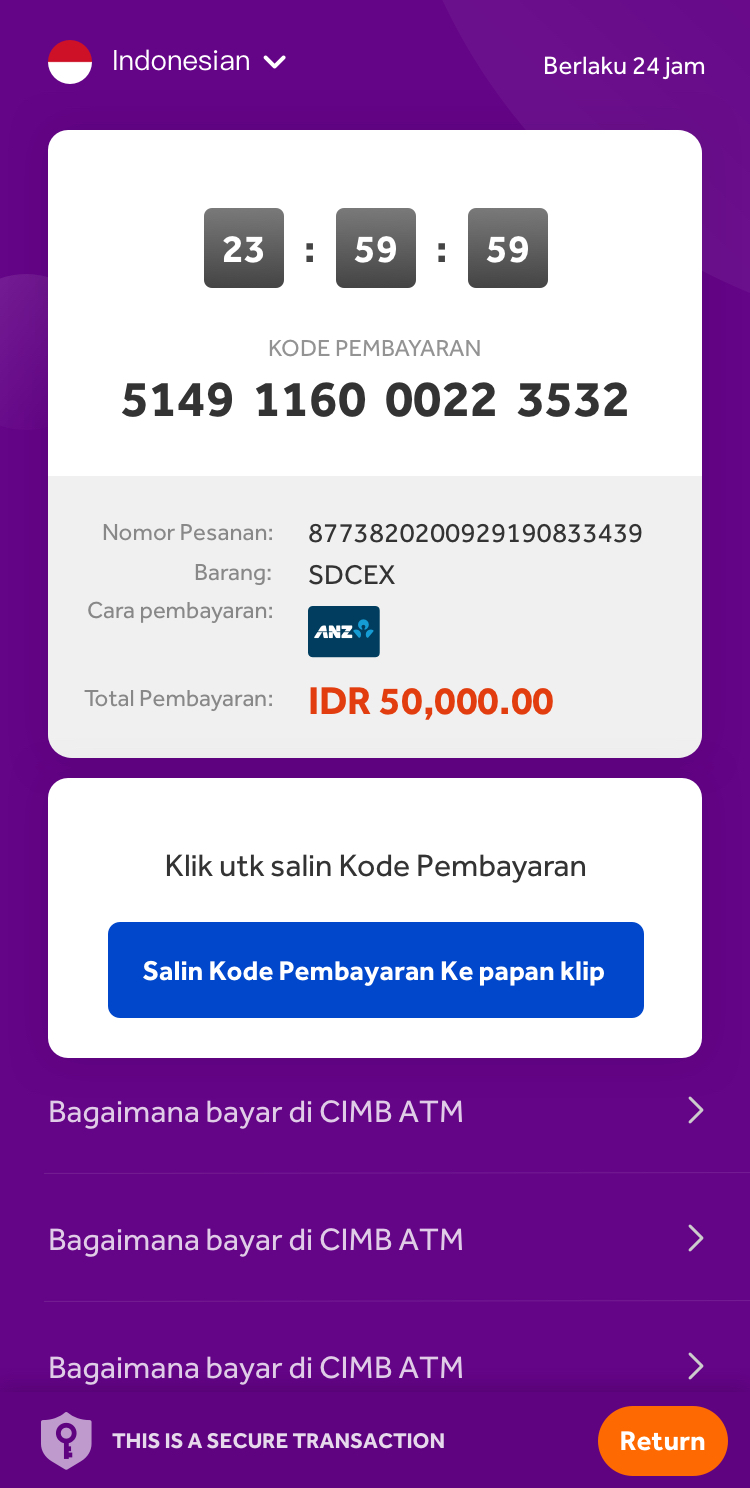 Indonesian
Berlaku 24 jam
23 : 59 : 59
KODE PEMBAYARAN
5149 1160 0022 3532
Nomor Pesanan: 8773820200929190833439
Barang: SDCEX
Cara pembayaran: ANZ
Total Pembayaran: IDR 50,000.00
Klik utk salin Kode Pembayaran
Salin Kode Pembayaran Ke papan klip
Bagaimana bayar di CIMB ATM
Bagaimana bayar di CIMB ATM
Bagaimana bayar di CIMB ATM
THIS IS A SECURE TRANSACTION
Return